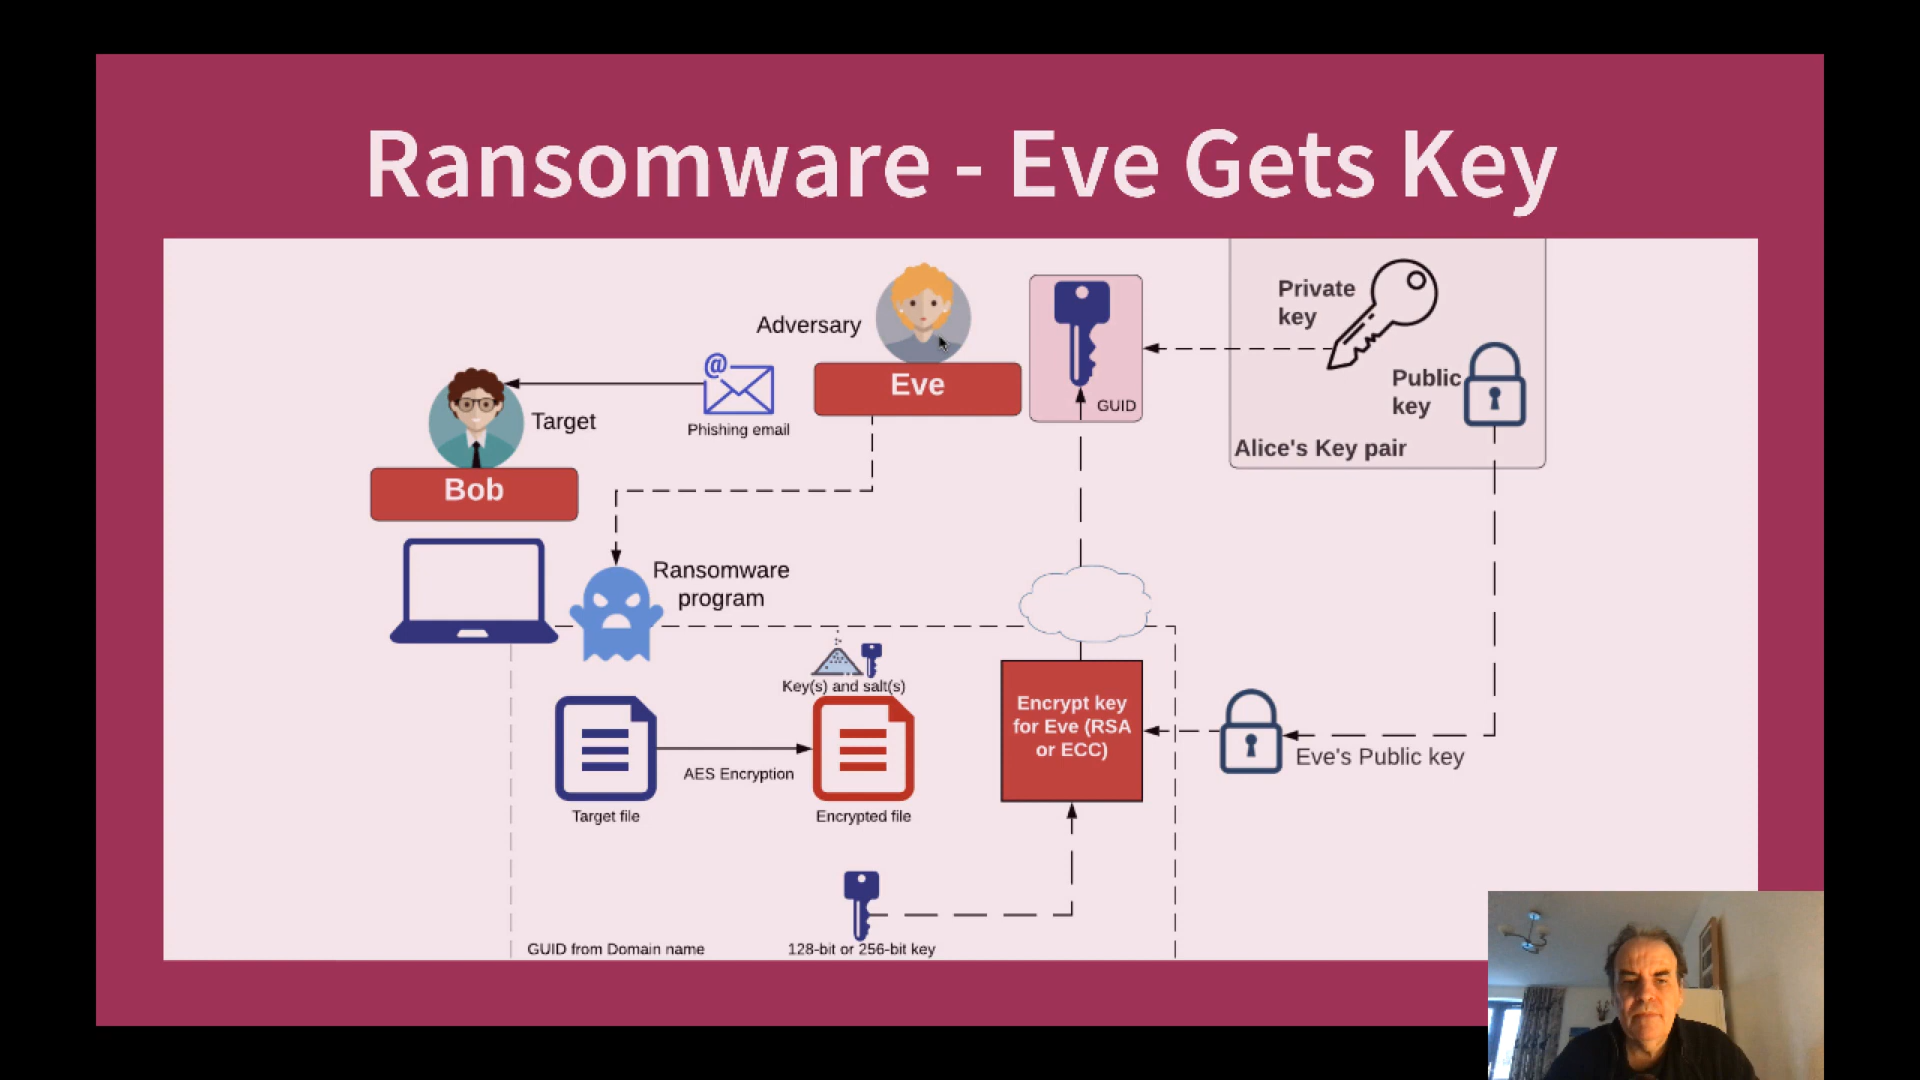 Ransomware - Eve Gets Key
Adversary
Eve
@
Phishing email
Target
Bob
GUID
Private
key
Public
key
Alice's Key pair
Ransomware
program
Key(s) and salt(s)
Target file
AES Encryption
Encrypted file
Encrypt key
for Eve (RSA
or ECC)
Eve's Public key
GUID from Domain name
128-bit or 256-bit key